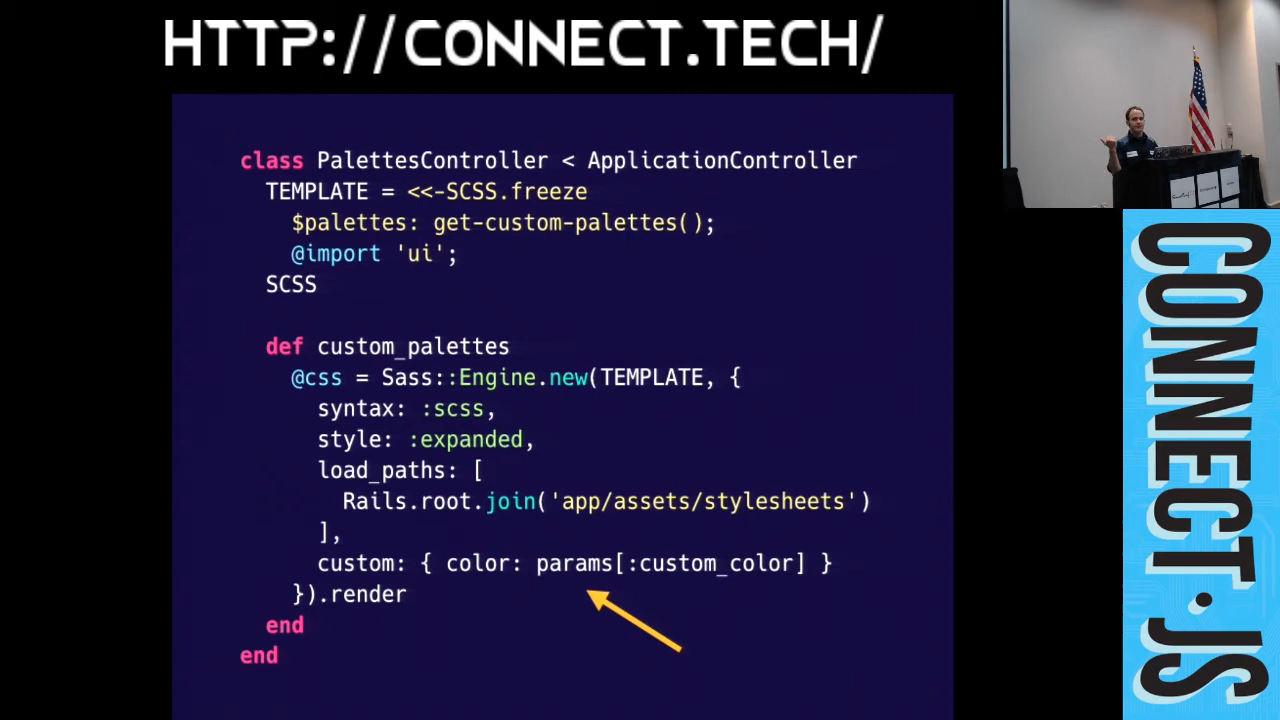 HTTP://CONNECT.TECH/
class PalettesController < ApplicationController
TEMPLATE = <<-SCSS.freeze
$palettes: get-custom-palettes();
@import 'ui';
SCSS
def custom_palettes
@css = Sass::Engine.new(TEMPLATE, {
syntax: :scss,
style: :expanded,
load_paths: [
Rails.root.join('app/assets/stylesheets')
],
custom: { color: params[:custom_color] }
}).render
end
end
CONNECT.JS